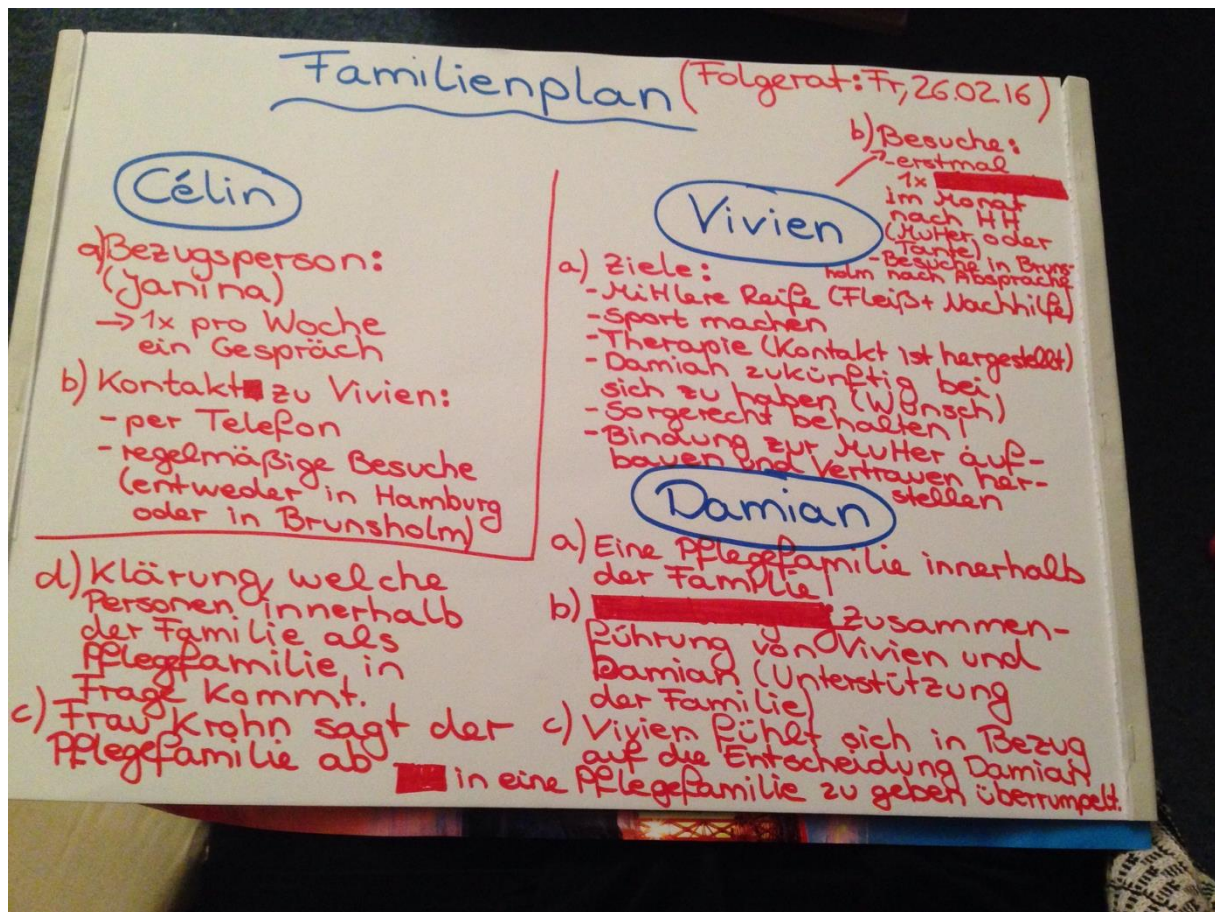 Familienplan (Folgerat: Fr, 26.02.16)
Célin
a) Bezugsperson:
(Janina)
→ 1x pro Woche
ein Gespräch
b) Kontakt zu Vivien:
- per Telefon
- regelmäßige Besuche
(entweder in Hamburg
oder in Brunsholm)
Vivien
b) Besuche:
- erstmal
1x
im Monat
nach HH
(Mutter oder
Tante)
- Besuche in Bruns-
holm nach Absprache
a) Ziele:
- Mittlere Reife (Fleiß + Nachhilfe)
- Sport machen
- Therapie (Kontakt ist hergestellt)
- Damian zukünftig bei
sich zu haben (Wunsch)
- Sorgerecht behalten!
- Bindung zur Mutter auf-
bauen und Vertrauen her-
stellen
Damian
a) Eine Pflegefamilie innerhalb
der Familie!
b) Zusammen-
führung von Vivien und
Damian (Unterstützung
der Familie)
c) Vivien fühlt sich in Bezug
auf die Entscheidung Damian
in eine Pflegefamilie zu geben überrumpelt.
d) Klärung, welche
Personen innerhalb
der Familie als
Pflegefamilie in
Frage kommt.
c) Frau Krohn sagt der
Pflegefamilie ab